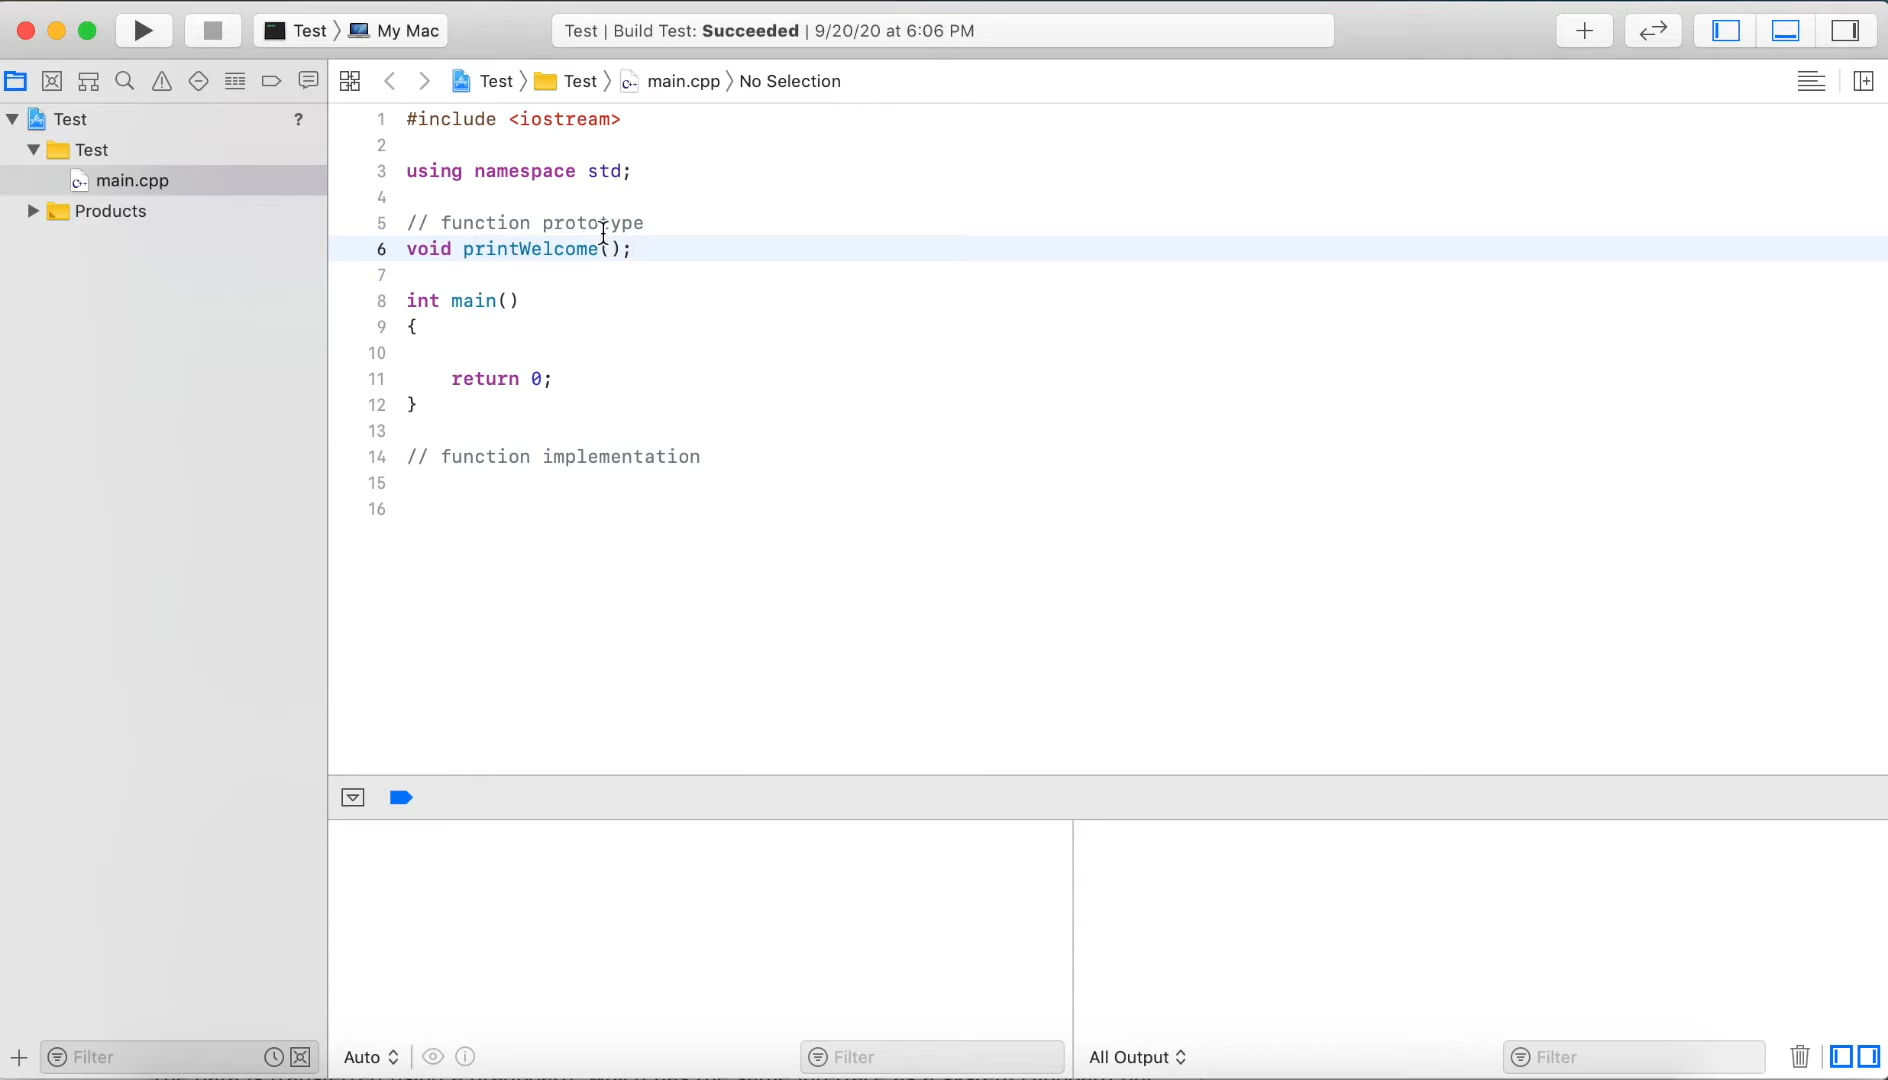 Test 〉 My Mac
Test | Build Test: Succeeded | 9/20/20 at 6:06 PM
Test 〉 Test 〉 main.cpp 〉 No Selection
Test ?
Test
main.cpp
Products
1 #include <iostream>
2
3 using namespace std;
4
5 // function prototype
6 void printWelcome();
7
8 int main()
9 {
10
11 return 0;
12 }
13
14 // function implementation
15
16
Filter
Auto
Filter
All Output
Filter